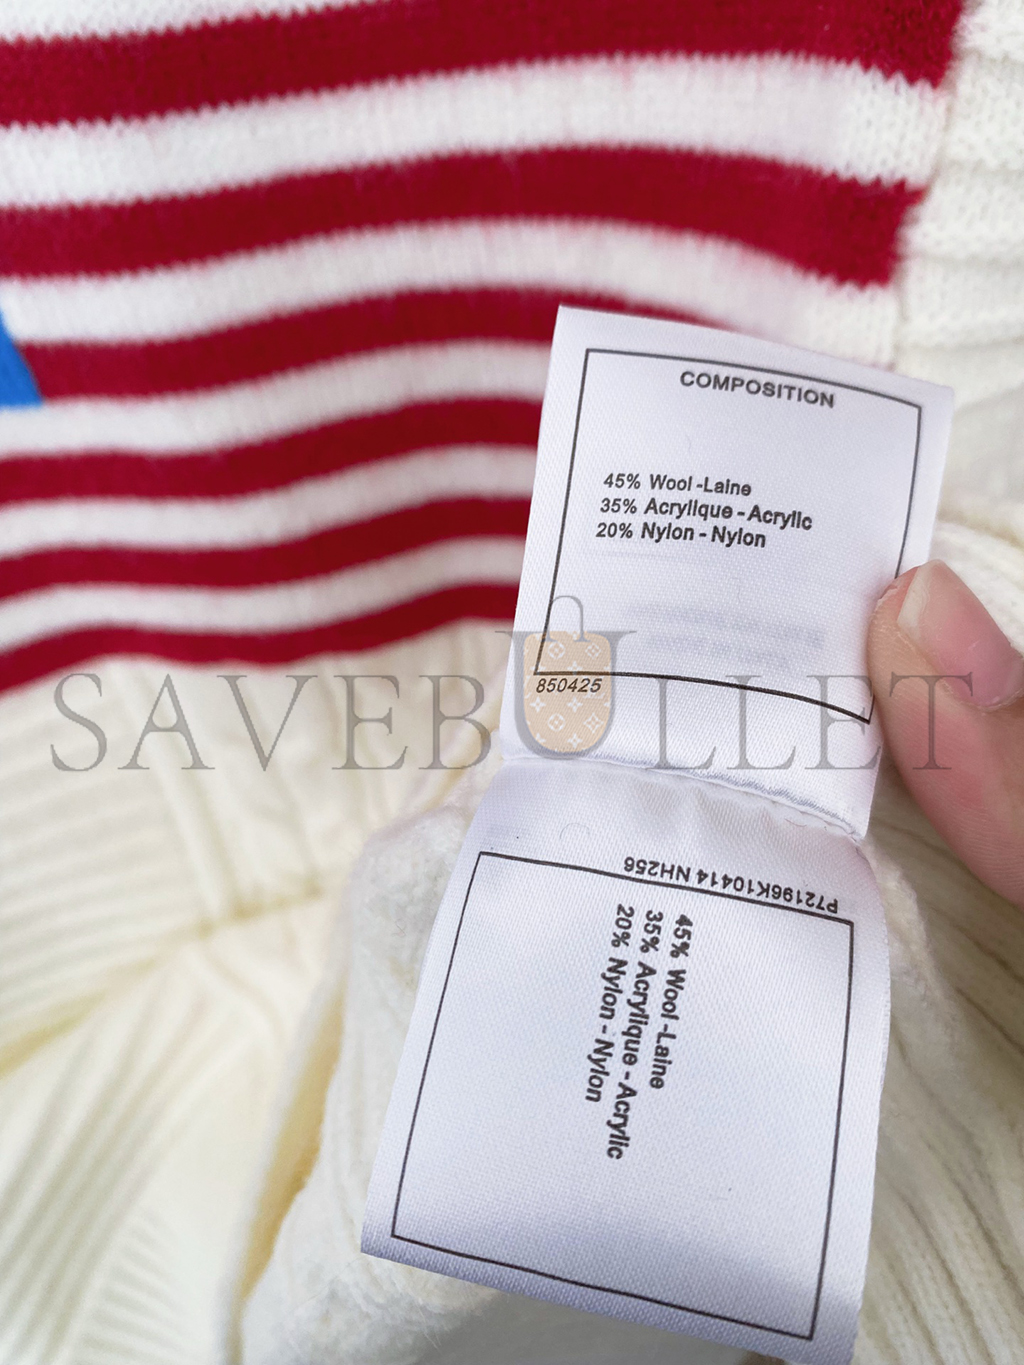 COMPOSITION
45% Wool -Laine
35% Acrylique - Acrylic
20% Nylon - Nylon
850425
SAVEBULLET
P72196K10414 NH256
45% Wool -Laine
35% Acrylique - Acrylic
20% Nylon - Nylon